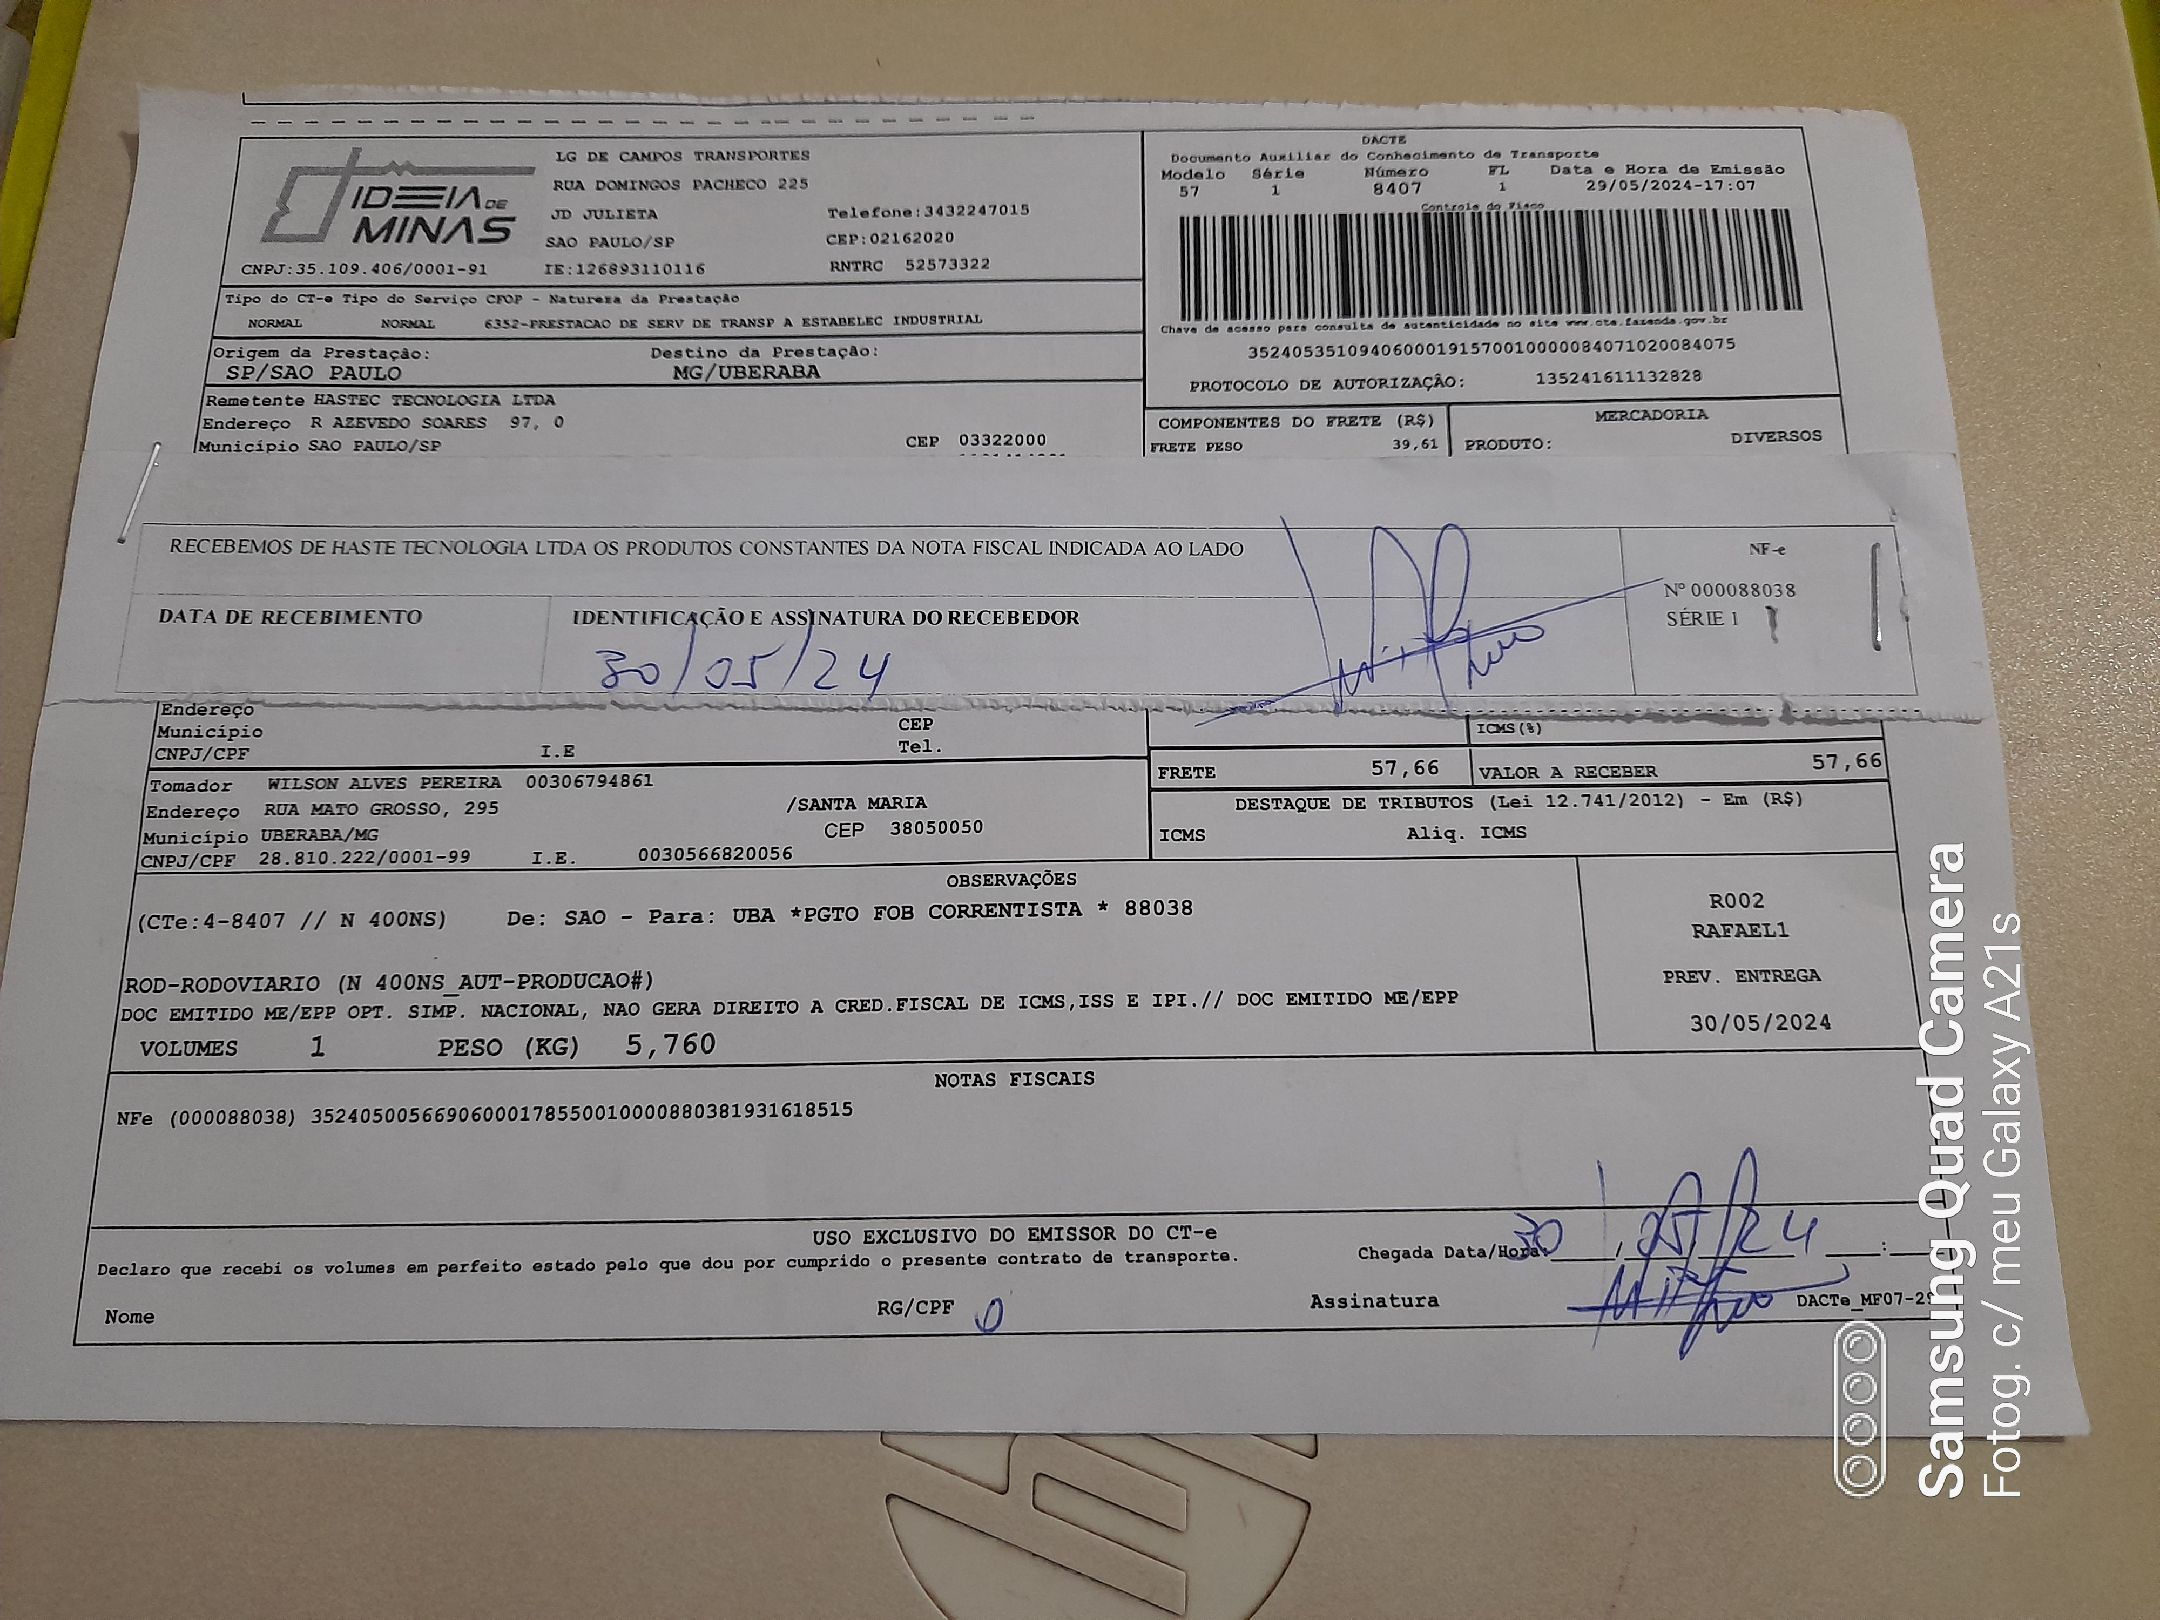 IDEIA DE
MINAS
LG DE CAMPOS TRANSPORTES
RUA DOMINGOS PACHECO 225
JD JULIETA Telefone:3432247015
SAO PAULO/SP CEP:02162020
CNPJ:35.109.406/0001-91 IE:126893110116 RNTRC 52573322
DACTE
Documento Auxiliar do Conhecimento de Transporte
Modelo Série Número FL Data e Hora de Emissão
57 1 8407 1 29/05/2024-17:07
Controle do Fisco
Chave de acesso para consulta de autenticidade no site www.cte.fazenda.gov.br
35240535109406000191570010000084071020084075
PROTOCOLO DE AUTORIZAÇÃO: 135241611132828
Tipo do CT-e Tipo do Serviço CFOP - Natureza da Prestação
NORMAL NORMAL 6352-PRESTACAO DE SERV DE TRANSP A ESTABELEC INDUSTRIAL
Origem da Prestação: Destino da Prestação:
SP/SAO PAULO MG/UBERABA
Remetente HASTEC TECNOLOGIA LTDA
Endereço R AZEVEDO SOARES 97, 0
Município SAO PAULO/SP CEP 03322000
COMPONENTES DO FRETE (R$) MERCADORIA
FRETE PESO 39,61 PRODUTO: DIVERSOS
RECEBEMOS DE HASTE TECNOLOGIA LTDA OS PRODUTOS CONSTANTES DA NOTA FISCAL INDICADA AO LADO
NF-e
Nº 000088038
SÉRIE 1
DATA DE RECEBIMENTO IDENTIFICAÇÃO E ASSINATURA DO RECEBEDOR
30/05/24
Endereço
Município CEP
CNPJ/CPF I.E Tel.
ICMS(%)
FRETE 57,66 VALOR A RECEBER 57,66
Tomador WILSON ALVES PEREIRA 00306794861
Endereço RUA MATO GROSSO, 295 /SANTA MARIA
Município UBERABA/MG CEP 38050050
CNPJ/CPF 28.810.222/0001-99 I.E. 0030566820056
DESTAQUE DE TRIBUTOS (Lei 12.741/2012) - Em (R$)
ICMS Aliq. ICMS
OBSERVAÇÕES
(CTe:4-8407 // N 400NS) De: SAO - Para: UBA *PGTO FOB CORRENTISTA * 88038
ROD-RODOVIARIO (N 400NS_AUT-PRODUCAO#)
DOC EMITIDO ME/EPP OPT. SIMP. NACIONAL, NAO GERA DIREITO A CRED.FISCAL DE ICMS,ISS E IPI.// DOC EMITIDO ME/EPP
VOLUMES 1 PESO (KG) 5,760
R002
RAFAEL1
PREV. ENTREGA
30/05/2024
NOTAS FISCAIS
NFe (000088038) 35240500566906000178550010000880381931618515
USO EXCLUSIVO DO EMISSOR DO CT-e
Declaro que recebi os volumes em perfeito estado pelo que dou por cumprido o presente contrato de transporte.
Chegada Data/Hora: 30/05/24
Nome RG/CPF Assinatura DACTe_MF07-2
Samsung Quad Camera
Fotog. c/ meu Galaxy A21s